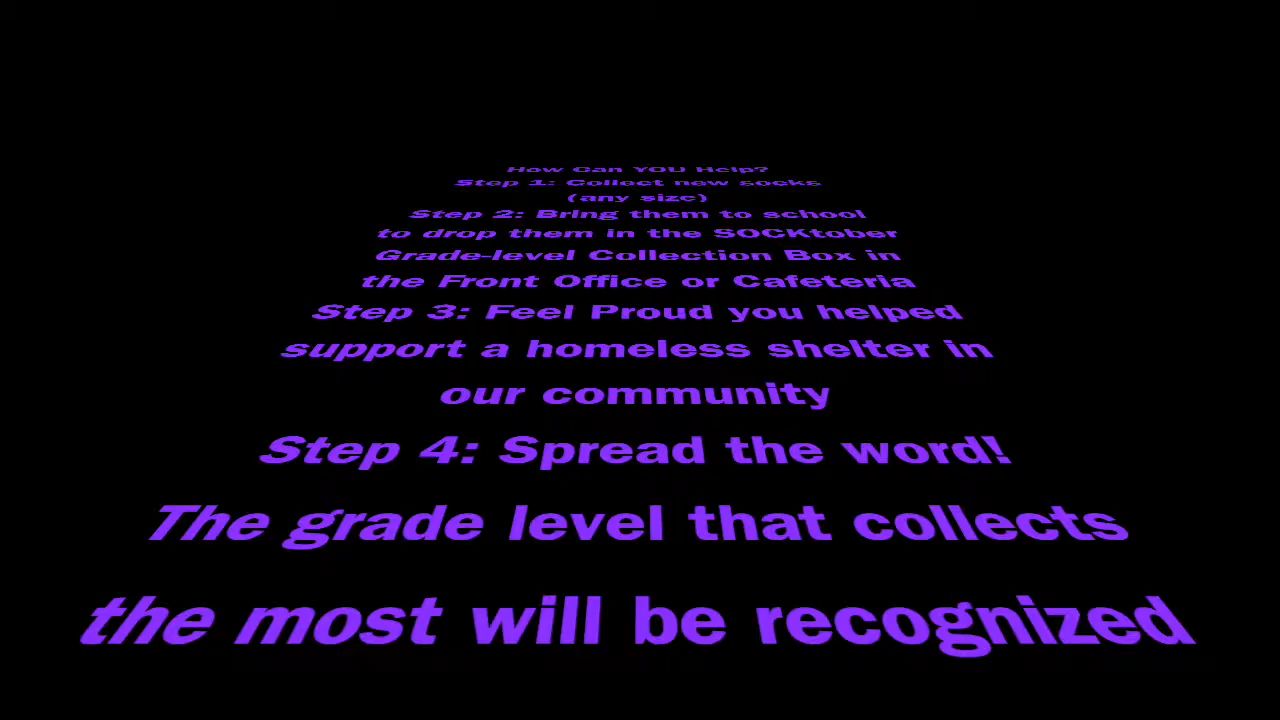 How Can YOU Help?
Step 1: Collect new socks
(any size)
Step 2: Bring them to school
to drop them in the SOCKtober
Grade-level Collection Box in
the Front Office or Cafeteria
Step 3: Feel Proud you helped
support a homeless shelter in
our community
Step 4: Spread the word!
The grade level that collects
the most will be recognized